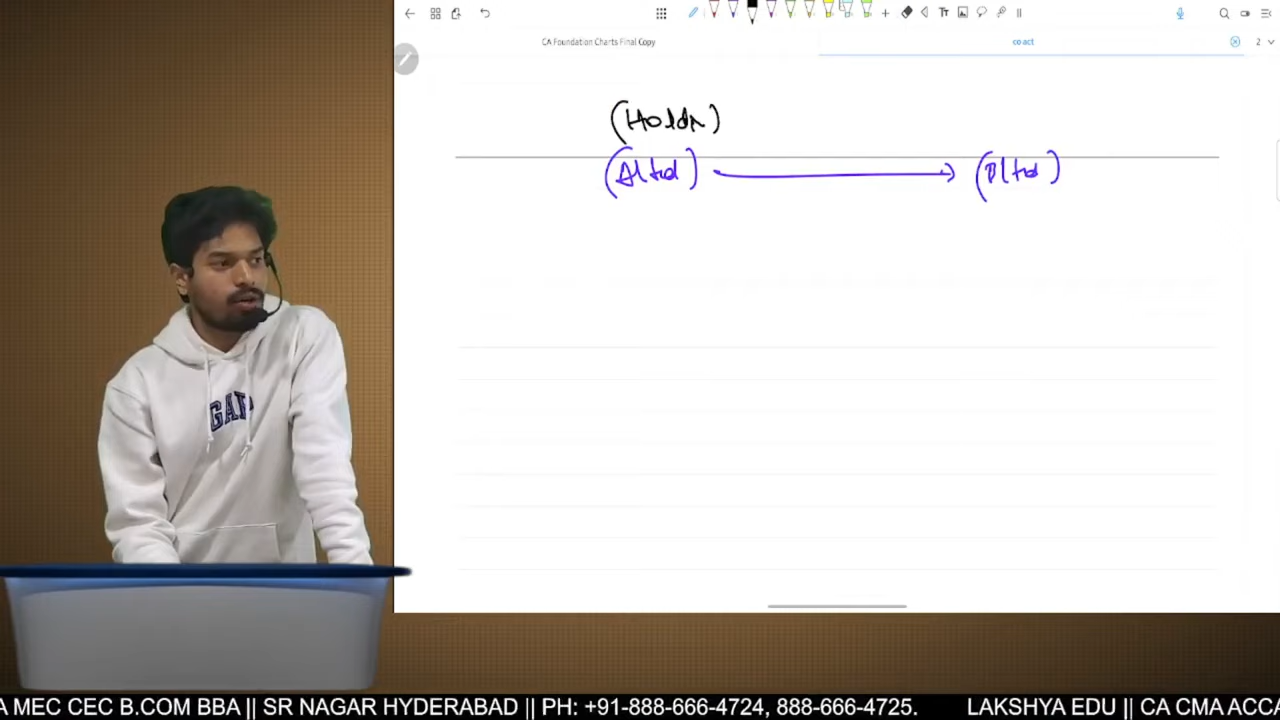 CA Foundation Charts Final Copy
co act
2
(Holdr)
(A ltd)
(B ltd)
GAP
A MEC CEC B.COM BBA || SR NAGAR HYDERABAD || PH: +91-888-666-4724, 888-666-4725.
LAKSHYA EDU || CA CMA ACCA